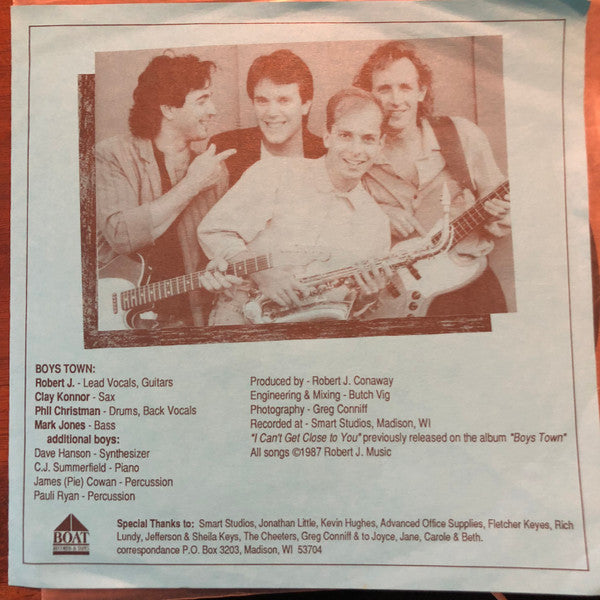 BOYS TOWN:
Robert J. - Lead Vocals, Guitars
Clay Konnor - Sax
Phil Christman - Drums, Back Vocals
Mark Jones - Bass
additional boys:
Dave Hanson - Synthesizer
C.J. Summerfield - Piano
James (Pie) Cowan - Percussion
Pauli Ryan - Percussion
Produced by - Robert J. Conaway
Engineering & Mixing - Butch Vig
Photography - Greg Conniff
Recorded at - Smart Studios, Madison, WI
"I Can't Get Close to You" previously released on the album "Boys Town"
All songs ©1987 Robert J. Music
BOAT
RECORDS & TAPES
Special Thanks to: Smart Studios, Jonathan Little, Kevin Hughes, Advanced Office Supplies, Fletcher Keyes, Rich
Lundy, Jefferson & Sheila Keys, The Cheeters, Greg Conniff & to Joyce, Jane, Carole & Beth.
correspondance P.O. Box 3203, Madison, WI 53704